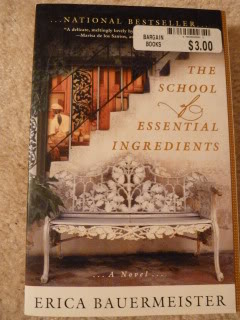 ...NATIONAL BESTSELLER...
"A delicate, meltingly lovely
—Marisa de los Santos,
BARGAIN
BOOKS
$3.00
THE
SCHOOL
of
ESSENTIAL
INGREDIENTS
...A Novel...
ERICA BAUERMEISTER